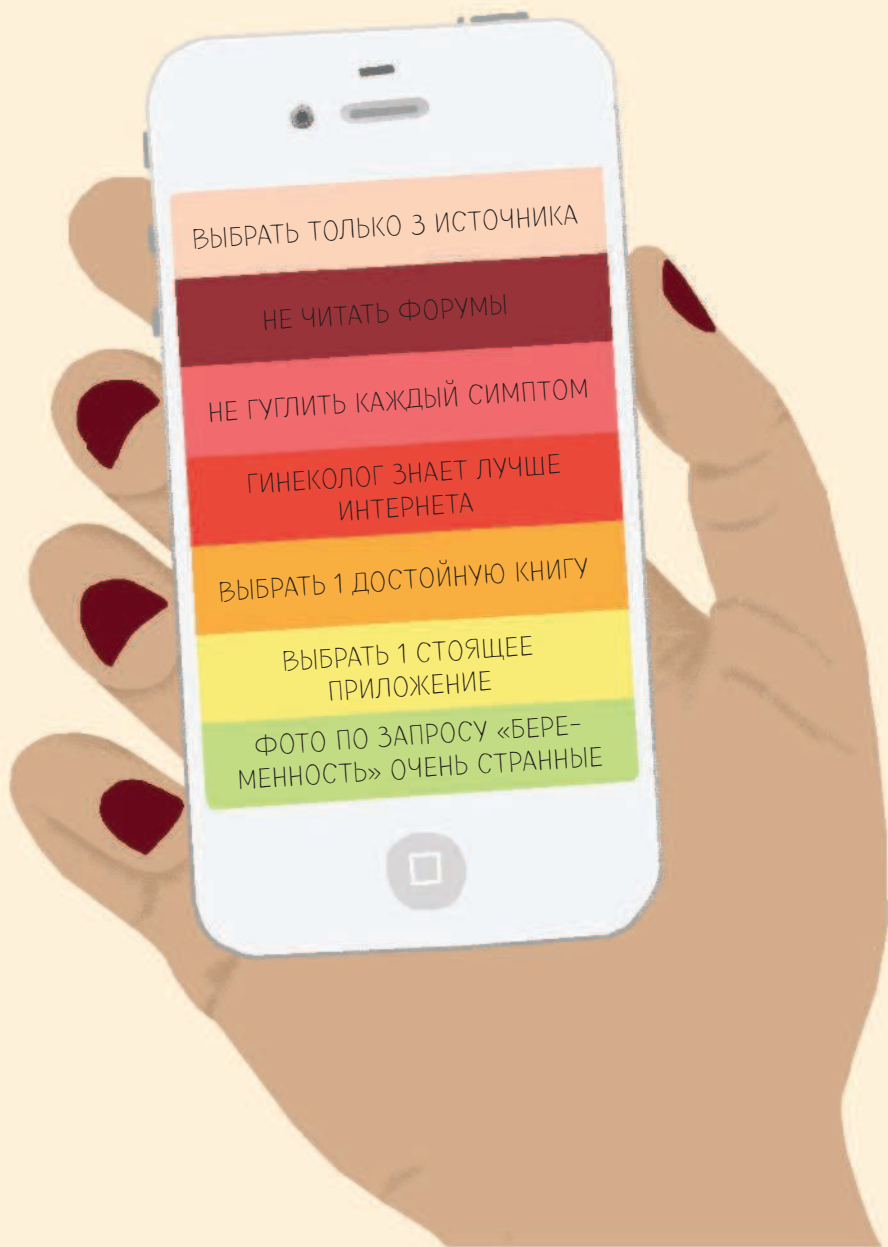 ВЫБРАТЬ ТОЛЬКО 3 ИСТОЧНИКА
НЕ ЧИТАТЬ ФОРУМЫ
НЕ ГУГЛИТЬ КАЖДЫЙ СИМПТОМ
ГИНЕКОЛОГ ЗНАЕТ ЛУЧШЕ
ИНТЕРНЕТА
ВЫБРАТЬ 1 ДОСТОЙНУЮ КНИГУ
ВЫБРАТЬ 1 СТОЯЩЕЕ
ПРИЛОЖЕНИЕ
ФОТО ПО ЗАПРОСУ «БЕРЕ-
МЕННОСТЬ» ОЧЕНЬ СТРАННЫЕ